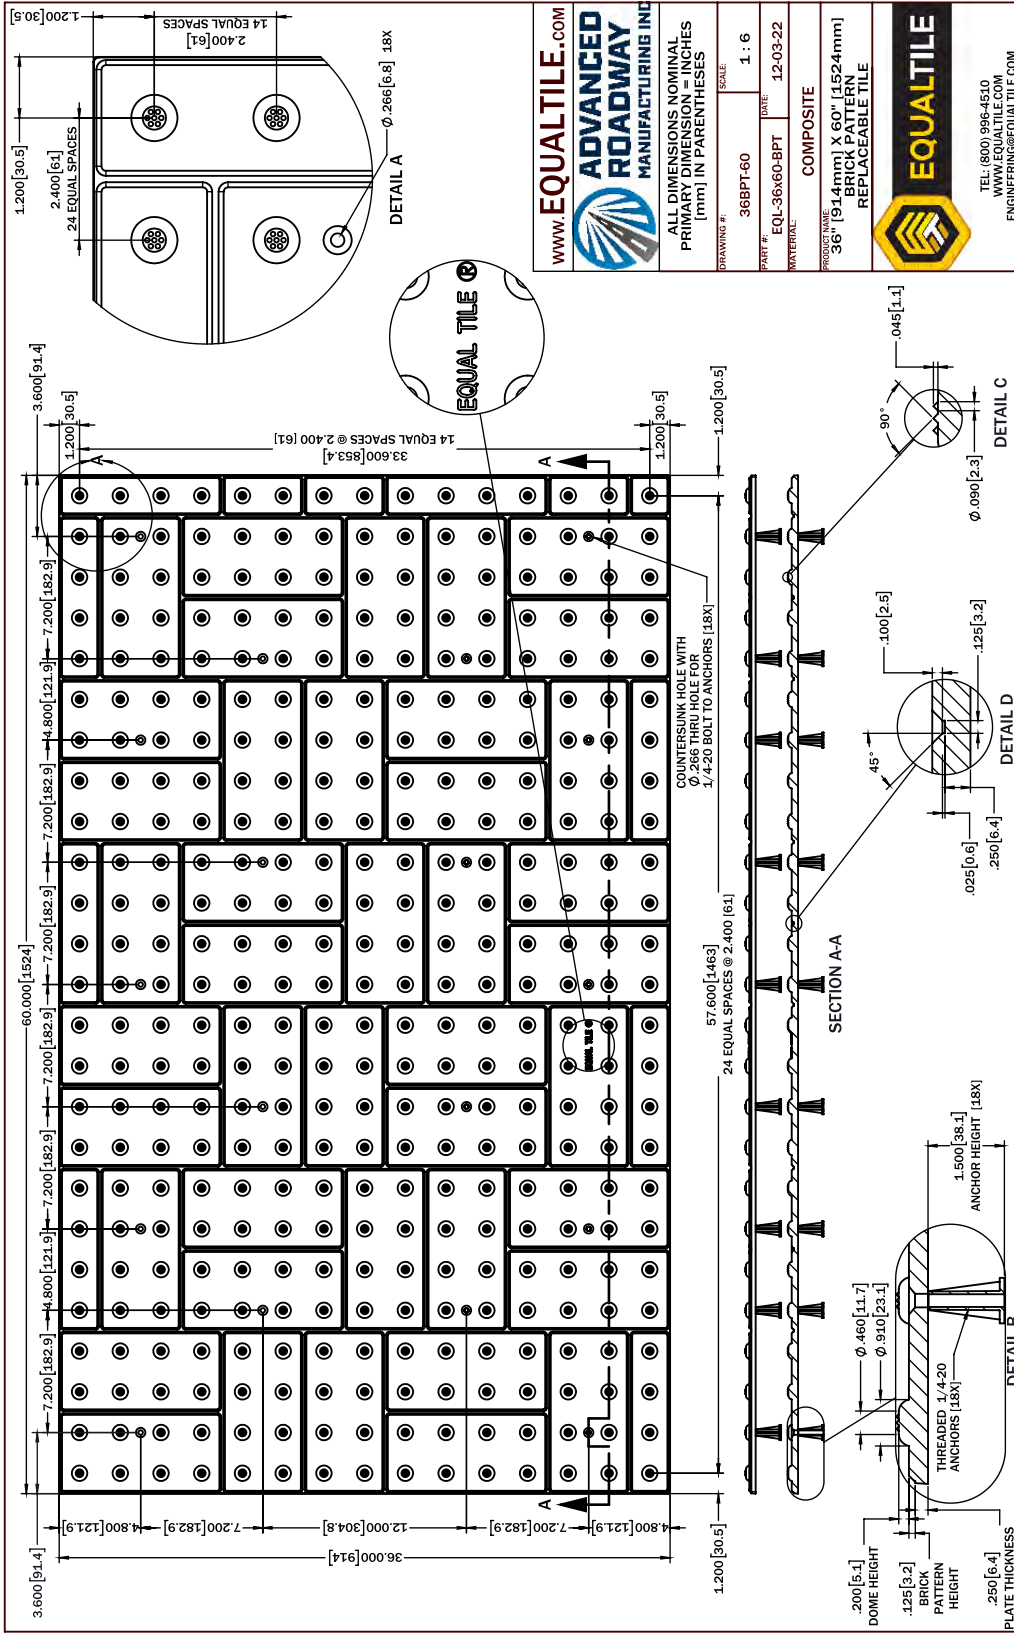 1.200[30.5]
14 EQUAL SPACES
2.400[61]
1.200[30.5]
2.400[61]
24 EQUAL SPACES
Ø.266[6.8] 18X
DETAIL A
WWW.EQUALTILE.COM
ADVANCED
ROADWAY
MANUFACTURING INC
ALL DIMENSIONS NOMINAL
PRIMARY DIMENSION = INCHES
[mm] IN PARENTHESES
DRAWING #:
36BPT-60
SCALE:
1 : 6
PART #:
EQL-36x60-BPT
DATE:
12-03-22
MATERIAL:
COMPOSITE
PRODUCT NAME:
36" [914mm] X 60" [1524mm]
BRICK PATTERN
REPLACEABLE TILE
EQUALTILE
TEL: (800) 996-4510
WWW.EQUALTILE.COM
ENGINEERING@EQUALTILE.COM
EQUAL TILE ®
3.600[91.4]
7.200[182.9]
4.800[121.9]
7.200[182.9]
7.200[182.9]
7.200[182.9]
7.200[182.9]
4.800[121.9]
7.200[182.9]
3.600[91.4]
60.000[1524]
1.200[30.5]
33.600[853.4]
14 EQUAL SPACES @ 2.400 [61]
1.200[30.5]
1.200[30.5]
A
A
A
EQUAL TILE ®
COUNTERSUNK HOLE WITH
Ø.266 THRU HOLE FOR
1/4-20 BOLT TO ANCHORS [18X]
57.600[1463]
24 EQUAL SPACES @ 2.400 [61]
1.200[30.5]
4.800[121.9]
7.200[182.9]
12.000[304.8]
7.200[182.9]
4.800[121.9]
36.000[914]
SECTION A-A
.045[1.1]
90°
Ø.090[2.3]
DETAIL C
.100[2.5]
45°
.125[3.2]
.025[0.6]
.250[6.4]
DETAIL D
1.500[38.1]
ANCHOR HEIGHT [18X]
Ø.460[11.7]
Ø.910[23.1]
THREADED 1/4-20
ANCHORS [18X]
DETAIL B
.200[5.1]
DOME HEIGHT
.125[3.2]
BRICK
PATTERN
HEIGHT
.250[6.4]
PLATE THICKNESS